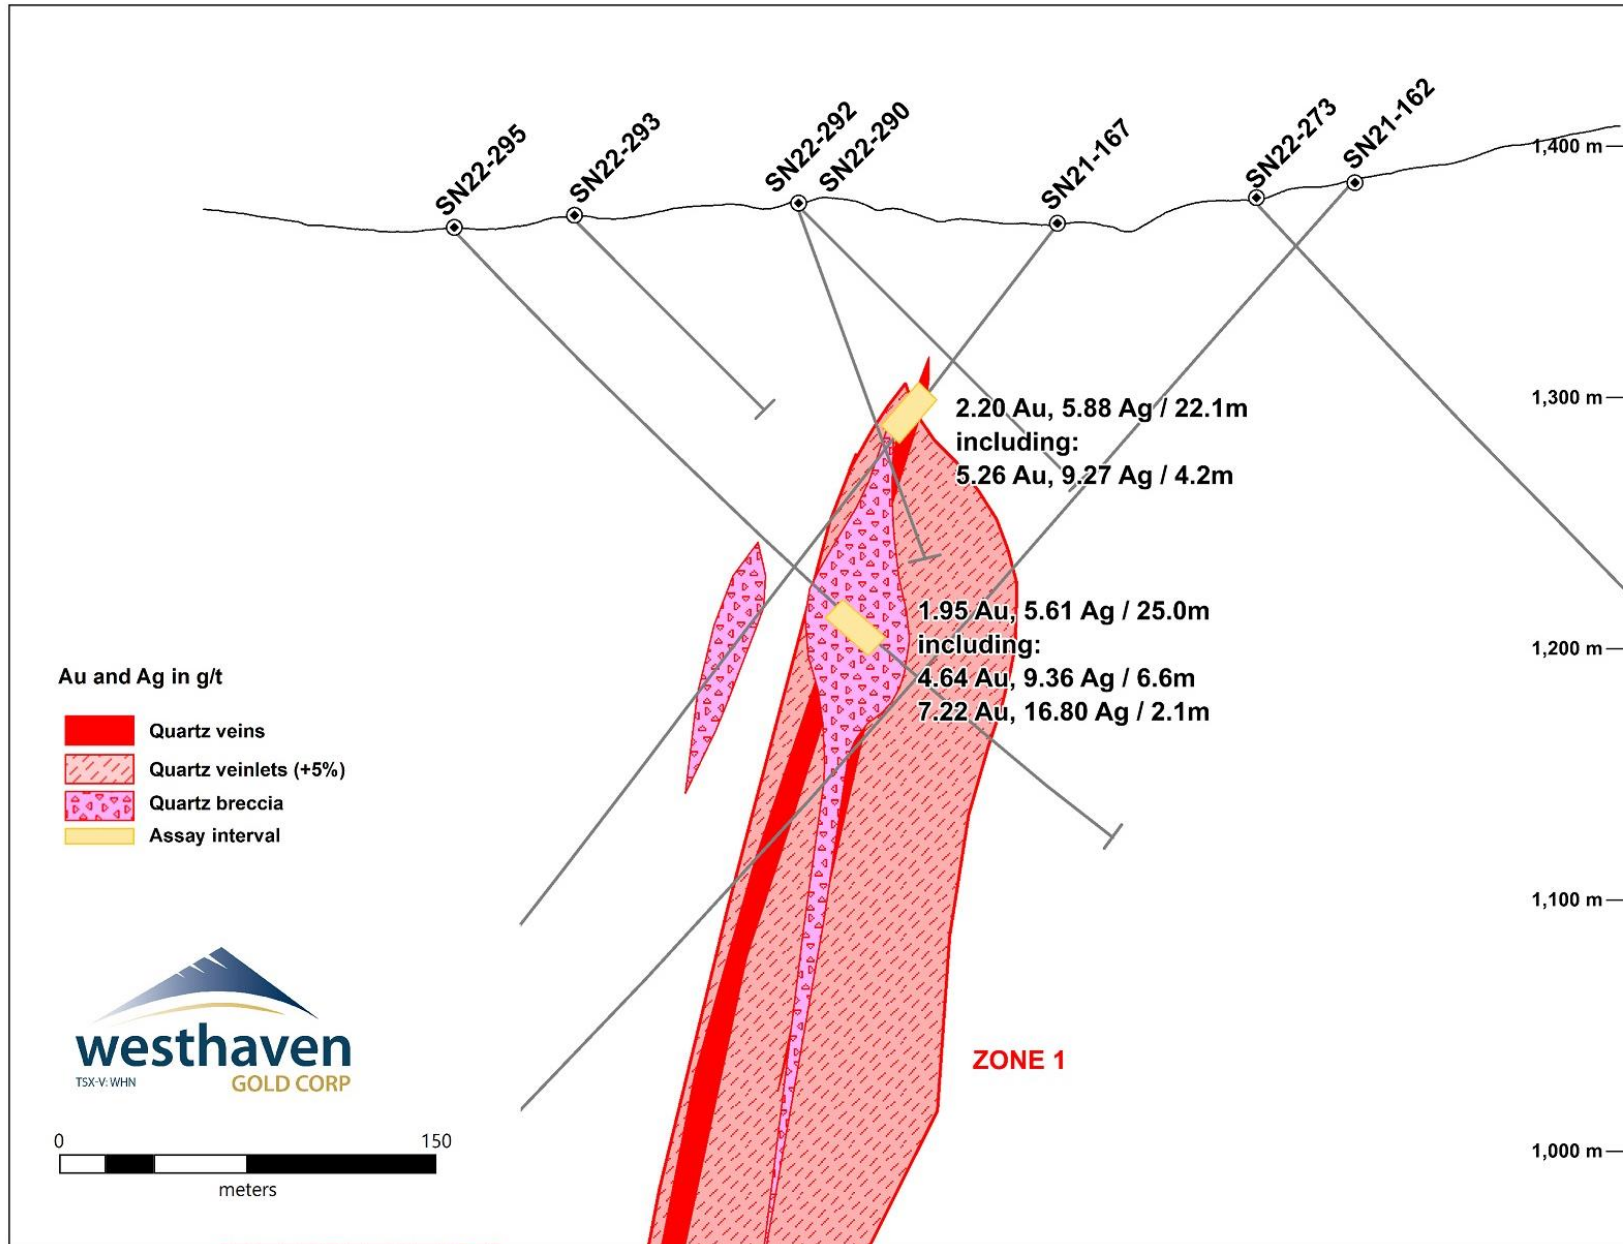 SN22-295
SN22-293
SN22-292
SN22-290
SN21-167
SN22-273
SN21-162
1,400 m
1,300 m
2.20 Au, 5.88 Ag / 22.1m
including:
5.26 Au, 9.27 Ag / 4.2m
1.95 Au, 5.61 Ag / 25.0m
including:
4.64 Au, 9.36 Ag / 6.6m
7.22 Au, 16.80 Ag / 2.1m
1,200 m
1,100 m
1,000 m
Au and Ag in g/t
Quartz veins
Quartz veinlets (+5%)
Quartz breccia
Assay interval
westhaven
TSX-V: WHN
GOLD CORP
ZONE 1
0 150
meters